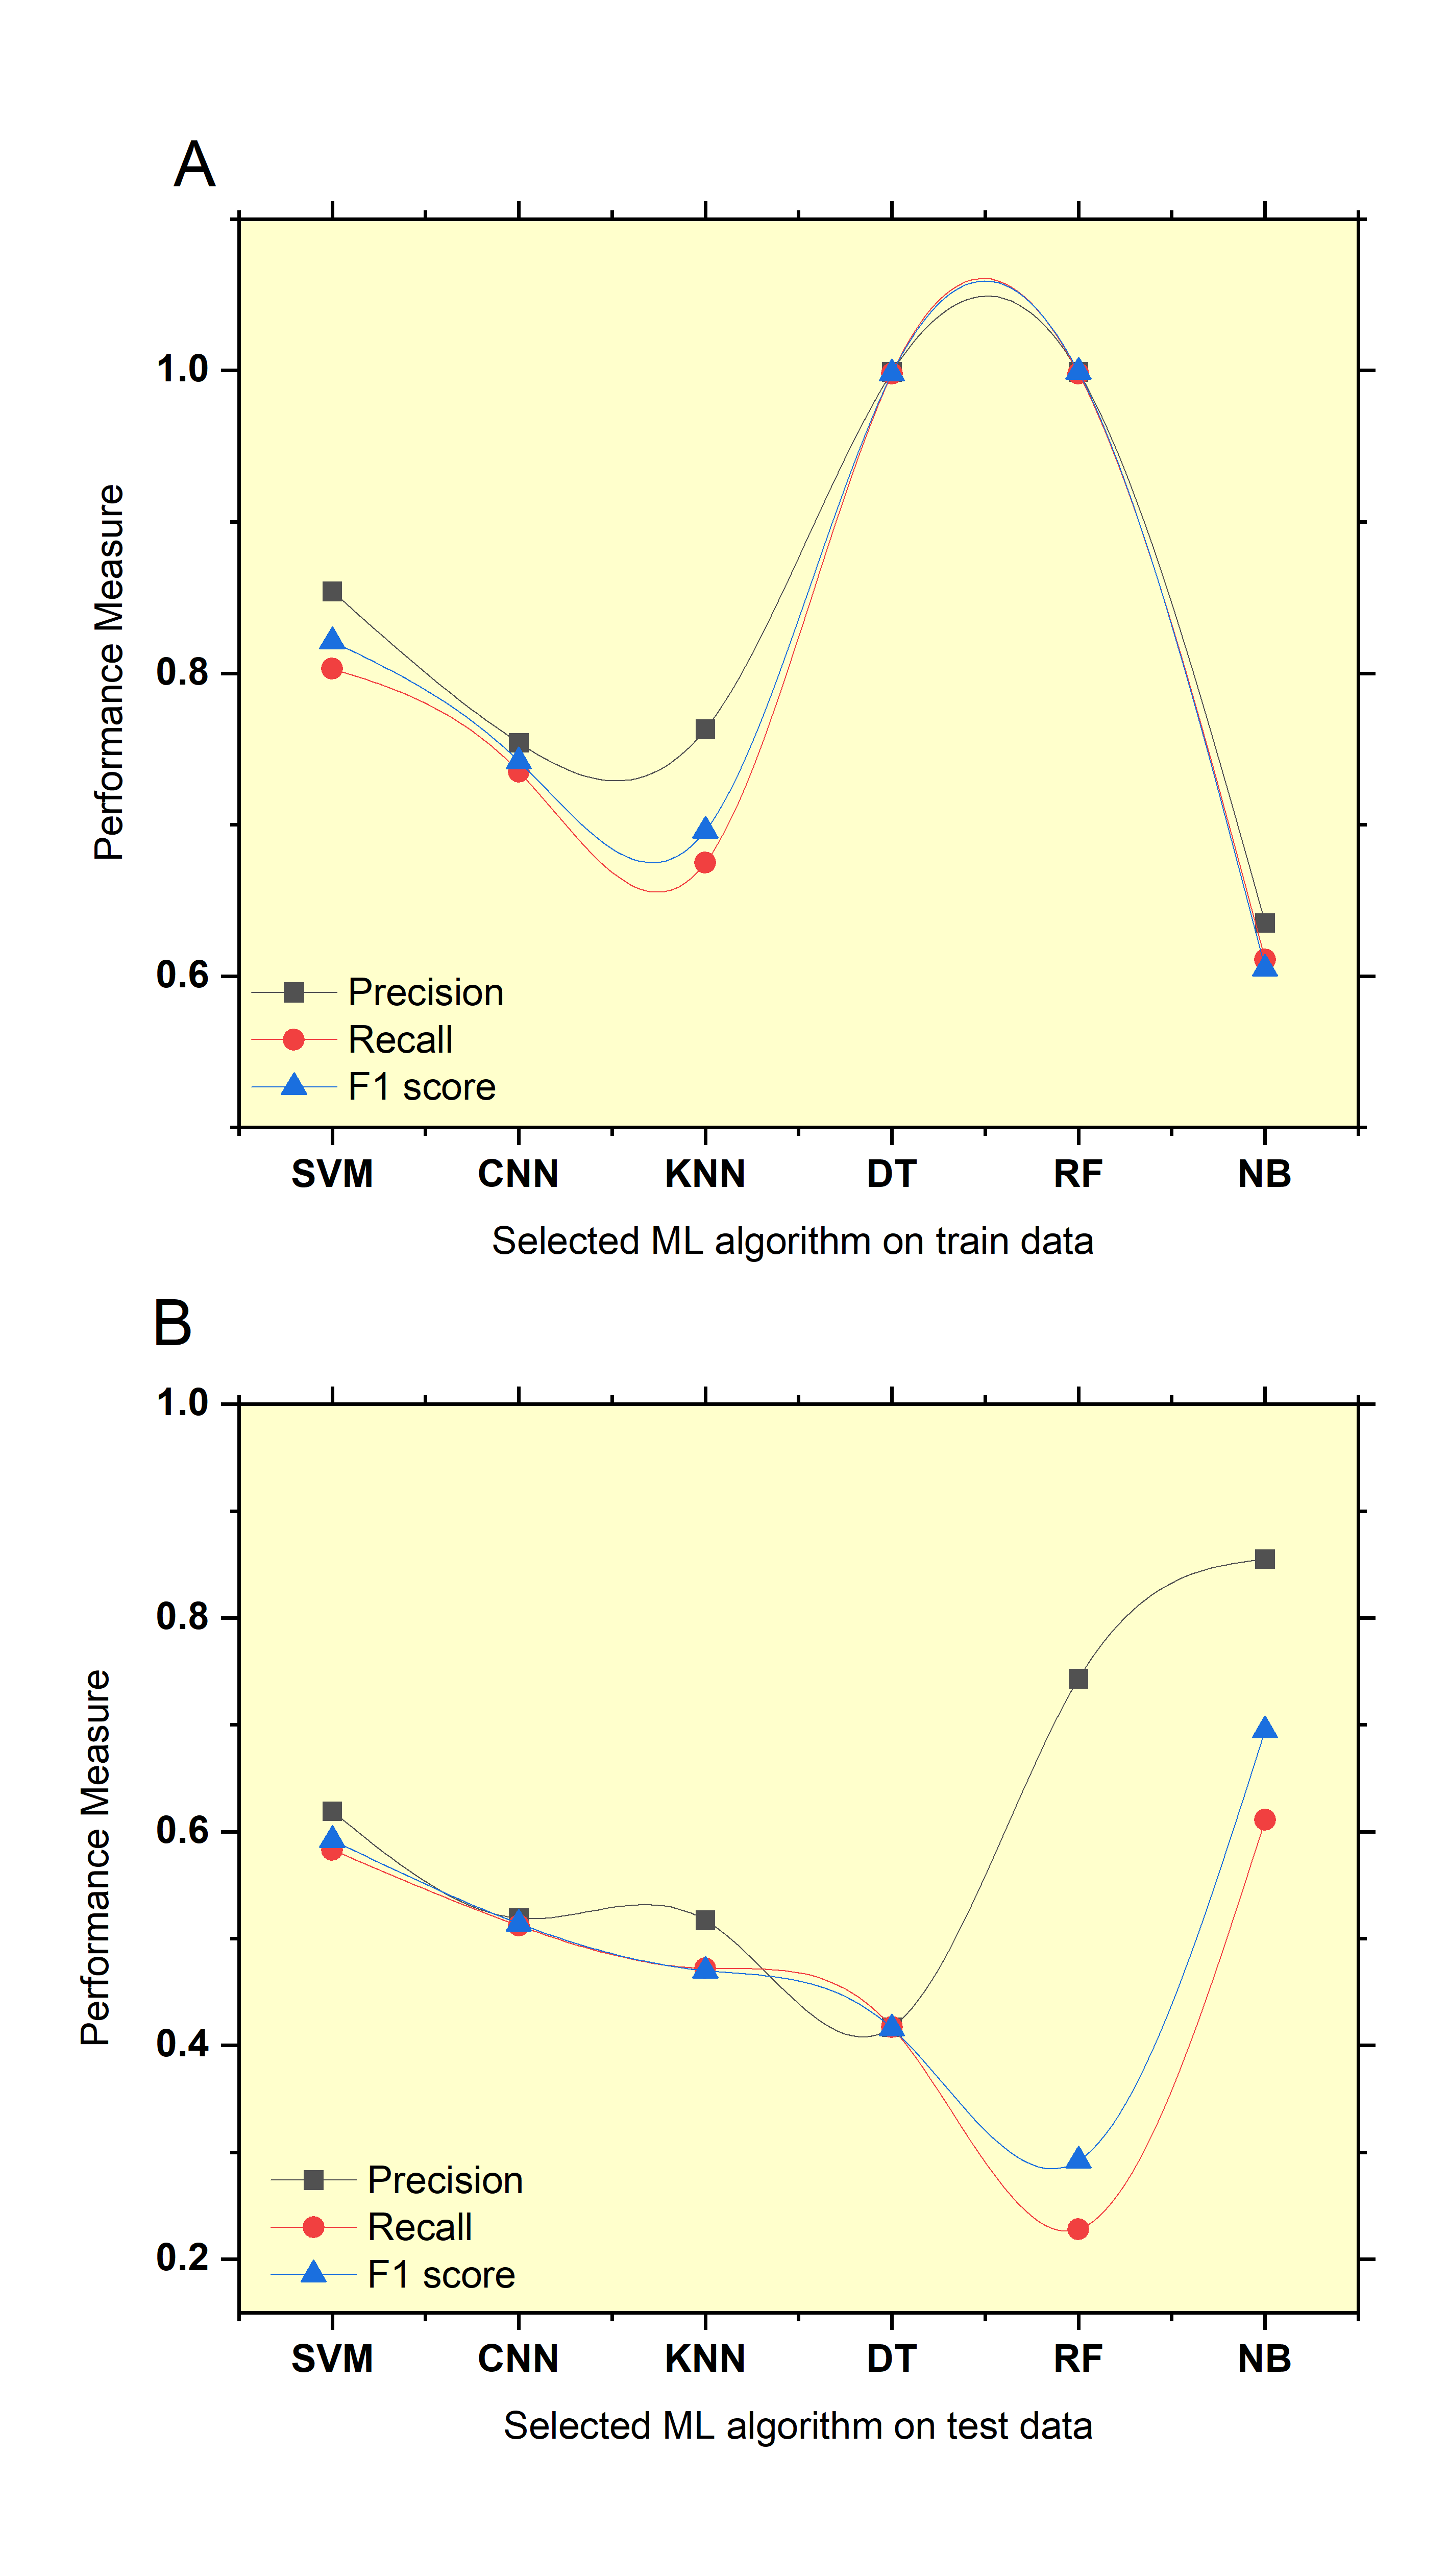 A
1.0
0.8
0.6
Performance Measure
Precision
Recall
F1 score
SVM CNN KNN DT RF NB
Selected ML algorithm on train data
B
1.0
0.8
0.6
0.4
0.2
Performance Measure
Precision
Recall
F1 score
SVM CNN KNN DT RF NB
Selected ML algorithm on test data